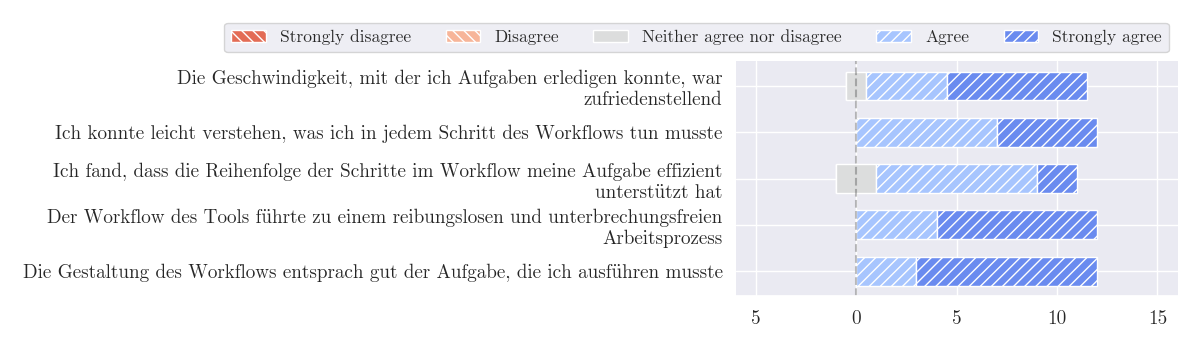 Strongly disagree Disagree Neither agree nor disagree Agree Strongly agree
Die Geschwindigkeit, mit der ich Aufgaben erledigen konnte, war
zufriedenstellend
Ich konnte leicht verstehen, was ich in jedem Schritt des Workflows tun musste
Ich fand, dass die Reihenfolge der Schritte im Workflow meine Aufgabe effizient
unterstützt hat
Der Workflow des Tools führte zu einem reibungslosen und unterbrechungsfreien
Arbeitsprozess
Die Gestaltung des Workflows entsprach gut der Aufgabe, die ich ausführen musste
5 0 5 10 15